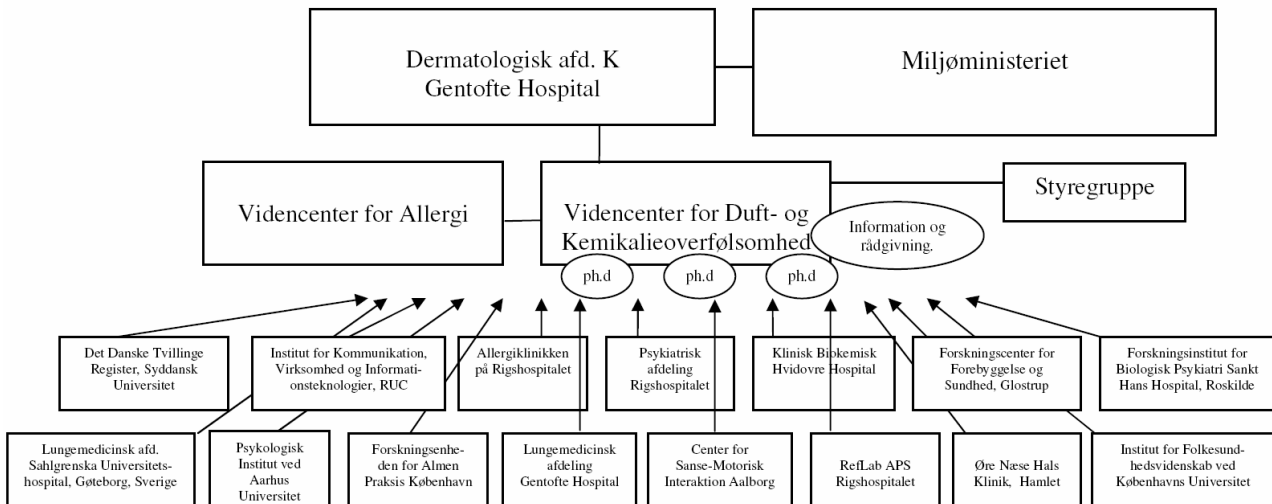 Dermatologisk afd. K
Gentofte Hospital
Miljøministeriet
Videncenter for Allergi
Videncenter for Duft- og
Kemikalieoverfølsomhed
Styregruppe
Information og
rådgivning.
ph.d
ph.d
ph.d
Det Danske Tvillinge
Register, Syddansk
Universitet
Institut for Kommunikation,
Virksomhed og Informati-
onsteknologier, RUC
Allergiklinikken
på Rigshospitalet
Psykiatrisk
afdeling
Rigshospitalet
Klinisk Biokemisk
Hvidovre Hospital
Forskningscenter for
Forebyggelse og
Sundhed, Glostrup
Forskningsinstitut for
Biologisk Psykiatri Sankt
Hans Hospital, Roskilde
Lungemedicinsk afd.
Sahlgrenska Universitets-
hospital, Gøteborg, Sverige
Psykologisk
Institut ved
Aarhus
Universitet
Forskningsenhe-
den for Almen
Praksis København
Lungemedicinsk
afdeling
Gentofte Hospital
Center for
Sanse-Motorisk
Interaktion Aalborg
RefLab APS
Rigshospitalet
Øre Næse Hals
Klinik, Hamlet
Institut for Folkesund-
hedsvidenskab ved
Københavns Universitet